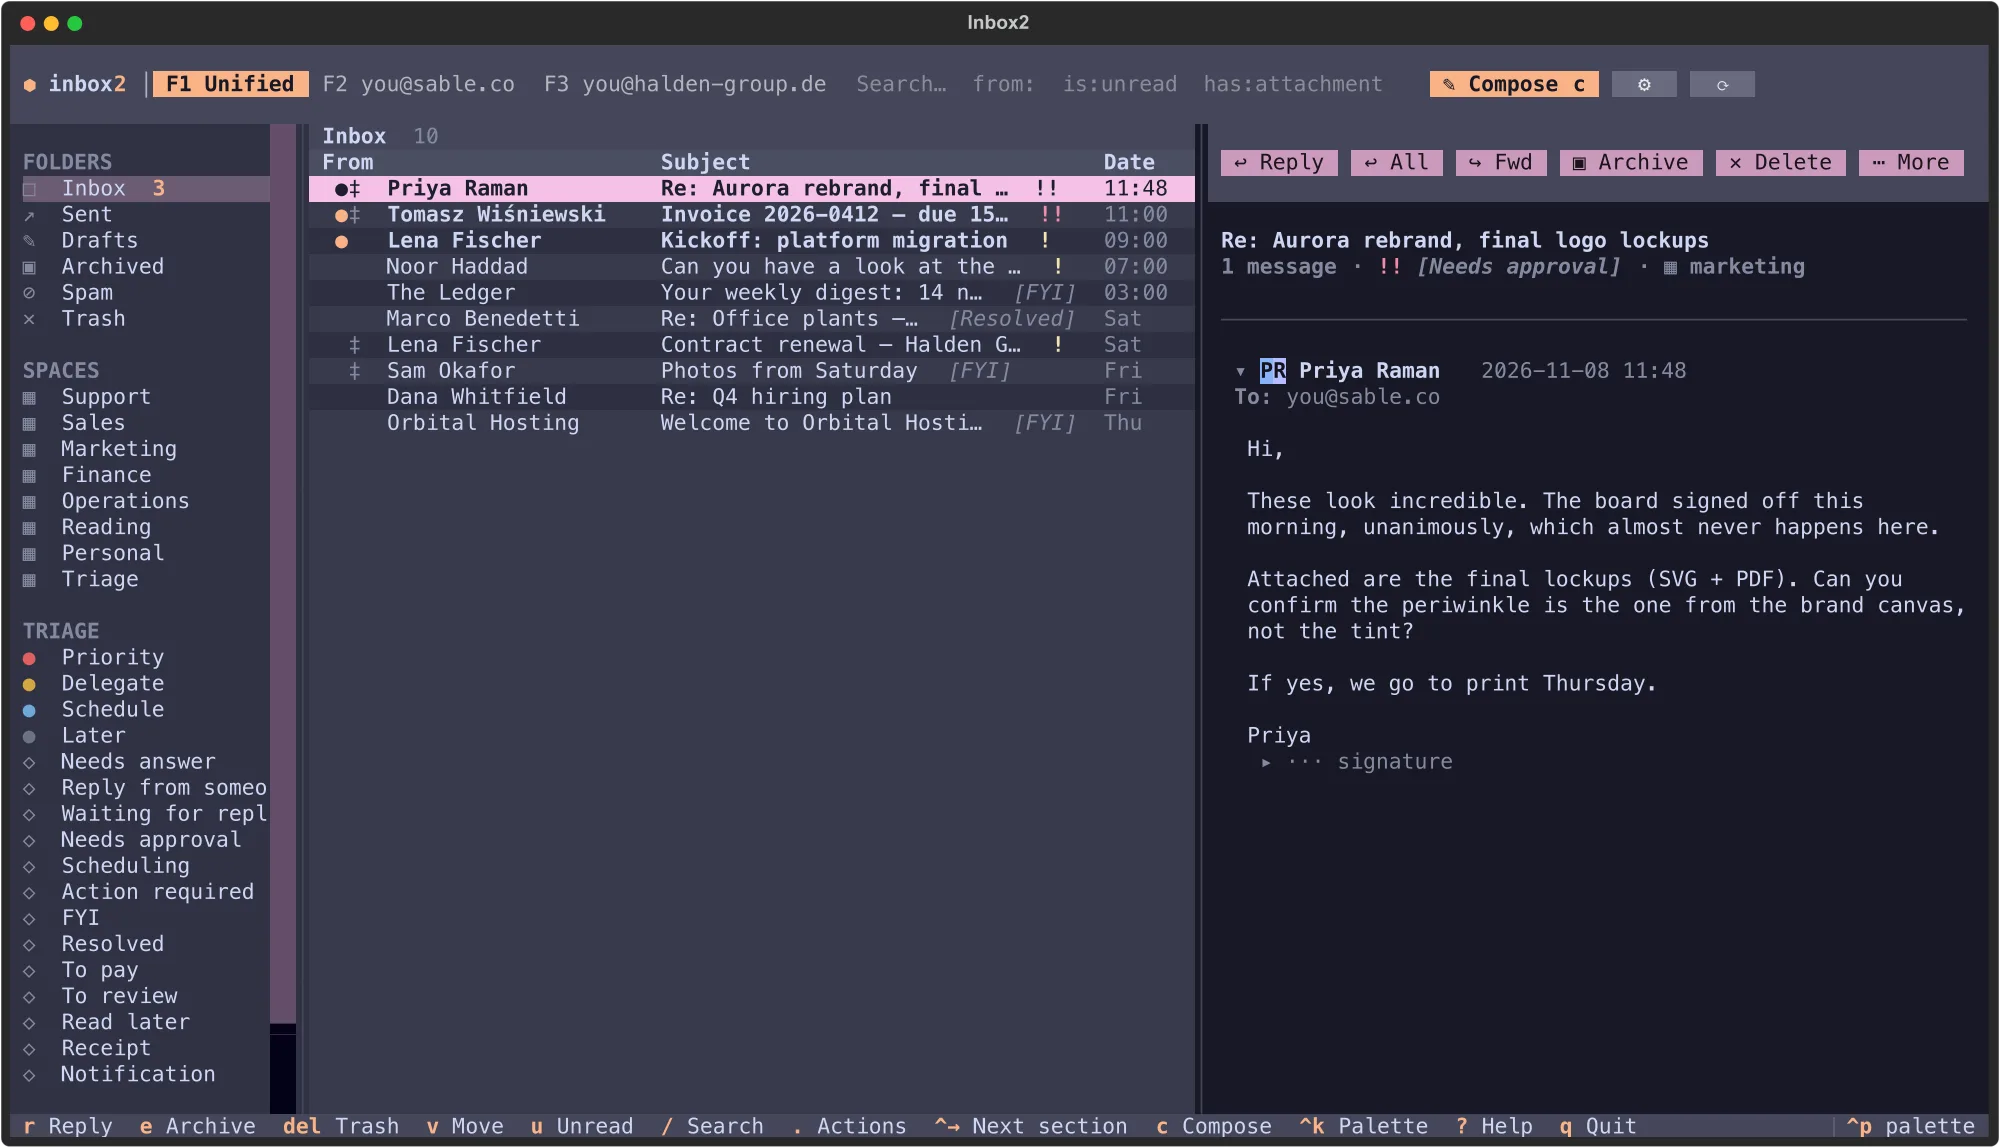 Inbox2
inbox2 F1 Unified F2 you@sable.co F3 you@halden-group.de Search… from: is:unread has:attachment ✎ Compose c ⚙ ⟳
FOLDERS
Inbox 3
↗ Sent
✎ Drafts
▣ Archived
⊘ Spam
× Trash
SPACES
▦ Support
▦ Sales
▦ Marketing
▦ Finance
▦ Operations
▦ Reading
▦ Personal
▦ Triage
TRIAGE
● Priority
● Delegate
● Schedule
● Later
◇ Needs answer
◇ Reply from someo
◇ Waiting for repl
◇ Needs approval
◇ Scheduling
◇ Action required
◇ FYI
◇ Resolved
◇ To pay
◇ To review
◇ Read later
◇ Receipt
◇ Notification
Inbox 10
From Subject Date
●‡ Priya Raman Re: Aurora rebrand, final … !! 11:48
●‡ Tomasz Wiśniewski Invoice 2026-0412 — due 15… !! 11:00
● Lena Fischer Kickoff: platform migration ! 09:00
Noor Haddad Can you have a look at the … ! 07:00
The Ledger Your weekly digest: 14 n… [FYI] 03:00
Marco Benedetti Re: Office plants —… [Resolved] Sat
‡ Lena Fischer Contract renewal — Halden G… ! Sat
‡ Sam Okafor Photos from Saturday [FYI] Fri
Dana Whitfield Re: Q4 hiring plan Fri
Orbital Hosting Welcome to Orbital Hosti… [FYI] Thu
↩ Reply ↩ All ↪ Fwd ▣ Archive × Delete ⋯ More
Re: Aurora rebrand, final logo lockups
1 message · !! [Needs approval] · ▦ marketing
▾ PR Priya Raman 2026-11-08 11:48
To: you@sable.co
Hi,
These look incredible. The board signed off this
morning, unanimously, which almost never happens here.
Attached are the final lockups (SVG + PDF). Can you
confirm the periwinkle is the one from the brand canvas,
not the tint?
If yes, we go to print Thursday.
Priya
▸ ··· signature
r Reply e Archive del Trash v Move u Unread / Search . Actions ^→ Next section c Compose ^k Palette ? Help q Quit ^p palette